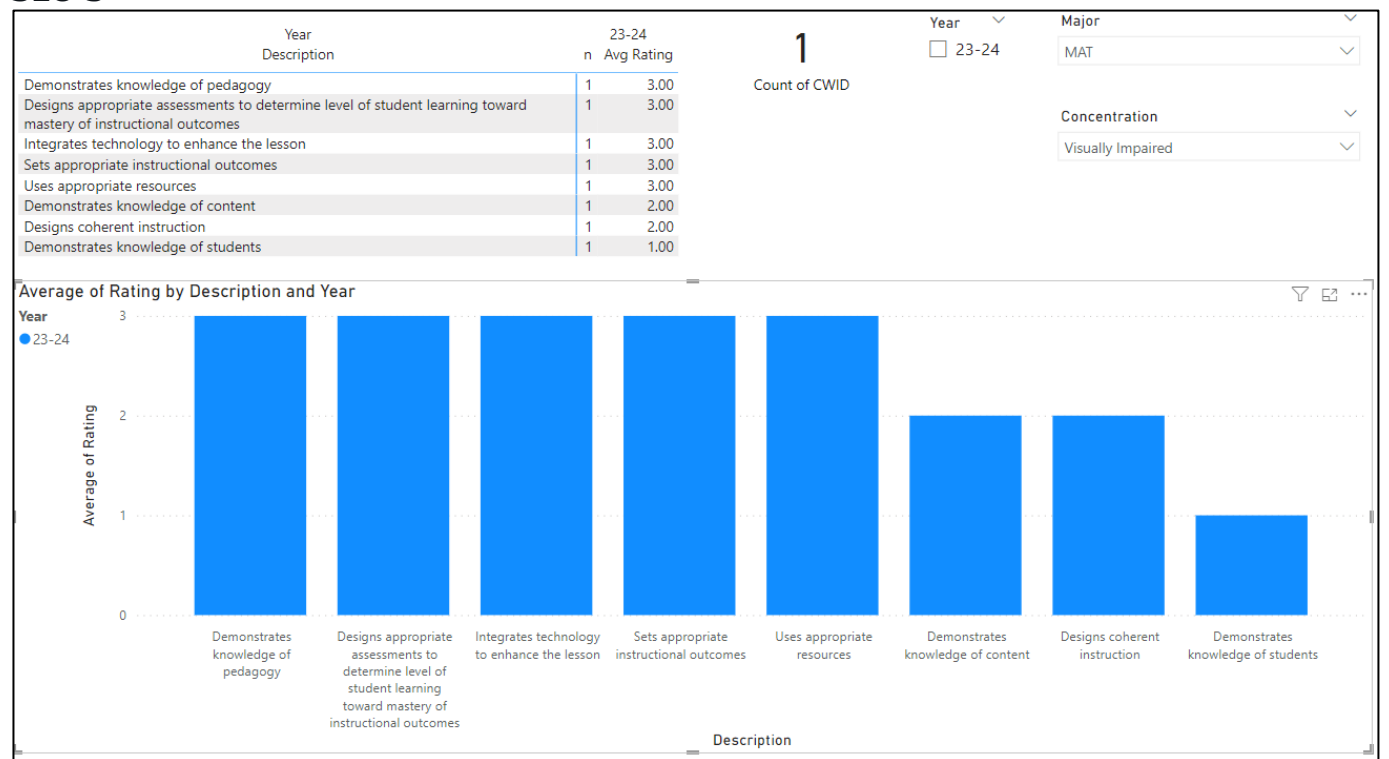 Year 23-24
Description n Avg Rating
Demonstrates knowledge of pedagogy 1 3.00
Designs appropriate assessments to determine level of student learning toward 1 3.00
mastery of instructional outcomes
Integrates technology to enhance the lesson 1 3.00
Sets appropriate instructional outcomes 1 3.00
Uses appropriate resources 1 3.00
Demonstrates knowledge of content 1 2.00
Designs coherent instruction 1 2.00
Demonstrates knowledge of students 1 1.00
1
Count of CWID
Year
23-24
Major
MAT
Concentration
Visually Impaired
Average of Rating by Description and Year
Year
23-24
Average of Rating
3
2
1
0
Demonstrates
knowledge of
pedagogy
Designs appropriate
assessments to
determine level of
student learning
toward mastery of
instructional outcomes
Integrates technology
to enhance the lesson
Sets appropriate
instructional outcomes
Uses appropriate
resources
Demonstrates
knowledge of content
Designs coherent
instruction
Demonstrates
knowledge of students
Description